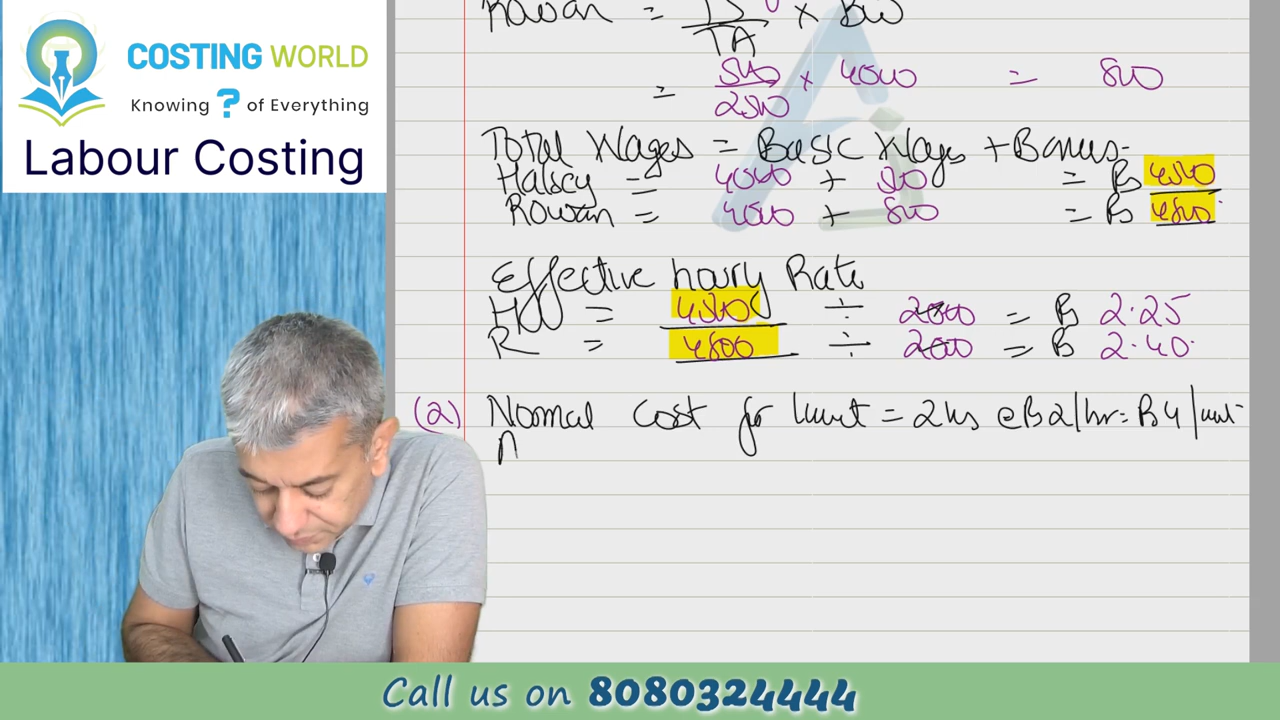 COSTING WORLD
Knowing ? of Everything
Labour Costing
Rowan = TS / TA × BW
= 500 / 2500 × 4000 = 800
Total Wages = Basic Wages + Bonus
Halsey = 4000 + 500 = Rs 4500
Rowan = 4000 + 800 = Rs 4800
Effective houry Rate
HW = 4500 ÷ 2000 = Rs 2.25
R = 4800 ÷ 2000 = Rs 2.40
(2) Normal Cost for 1 unit = 2 hrs @ Rs 2/hr = Rs 4/unit
Call us on 8080324444